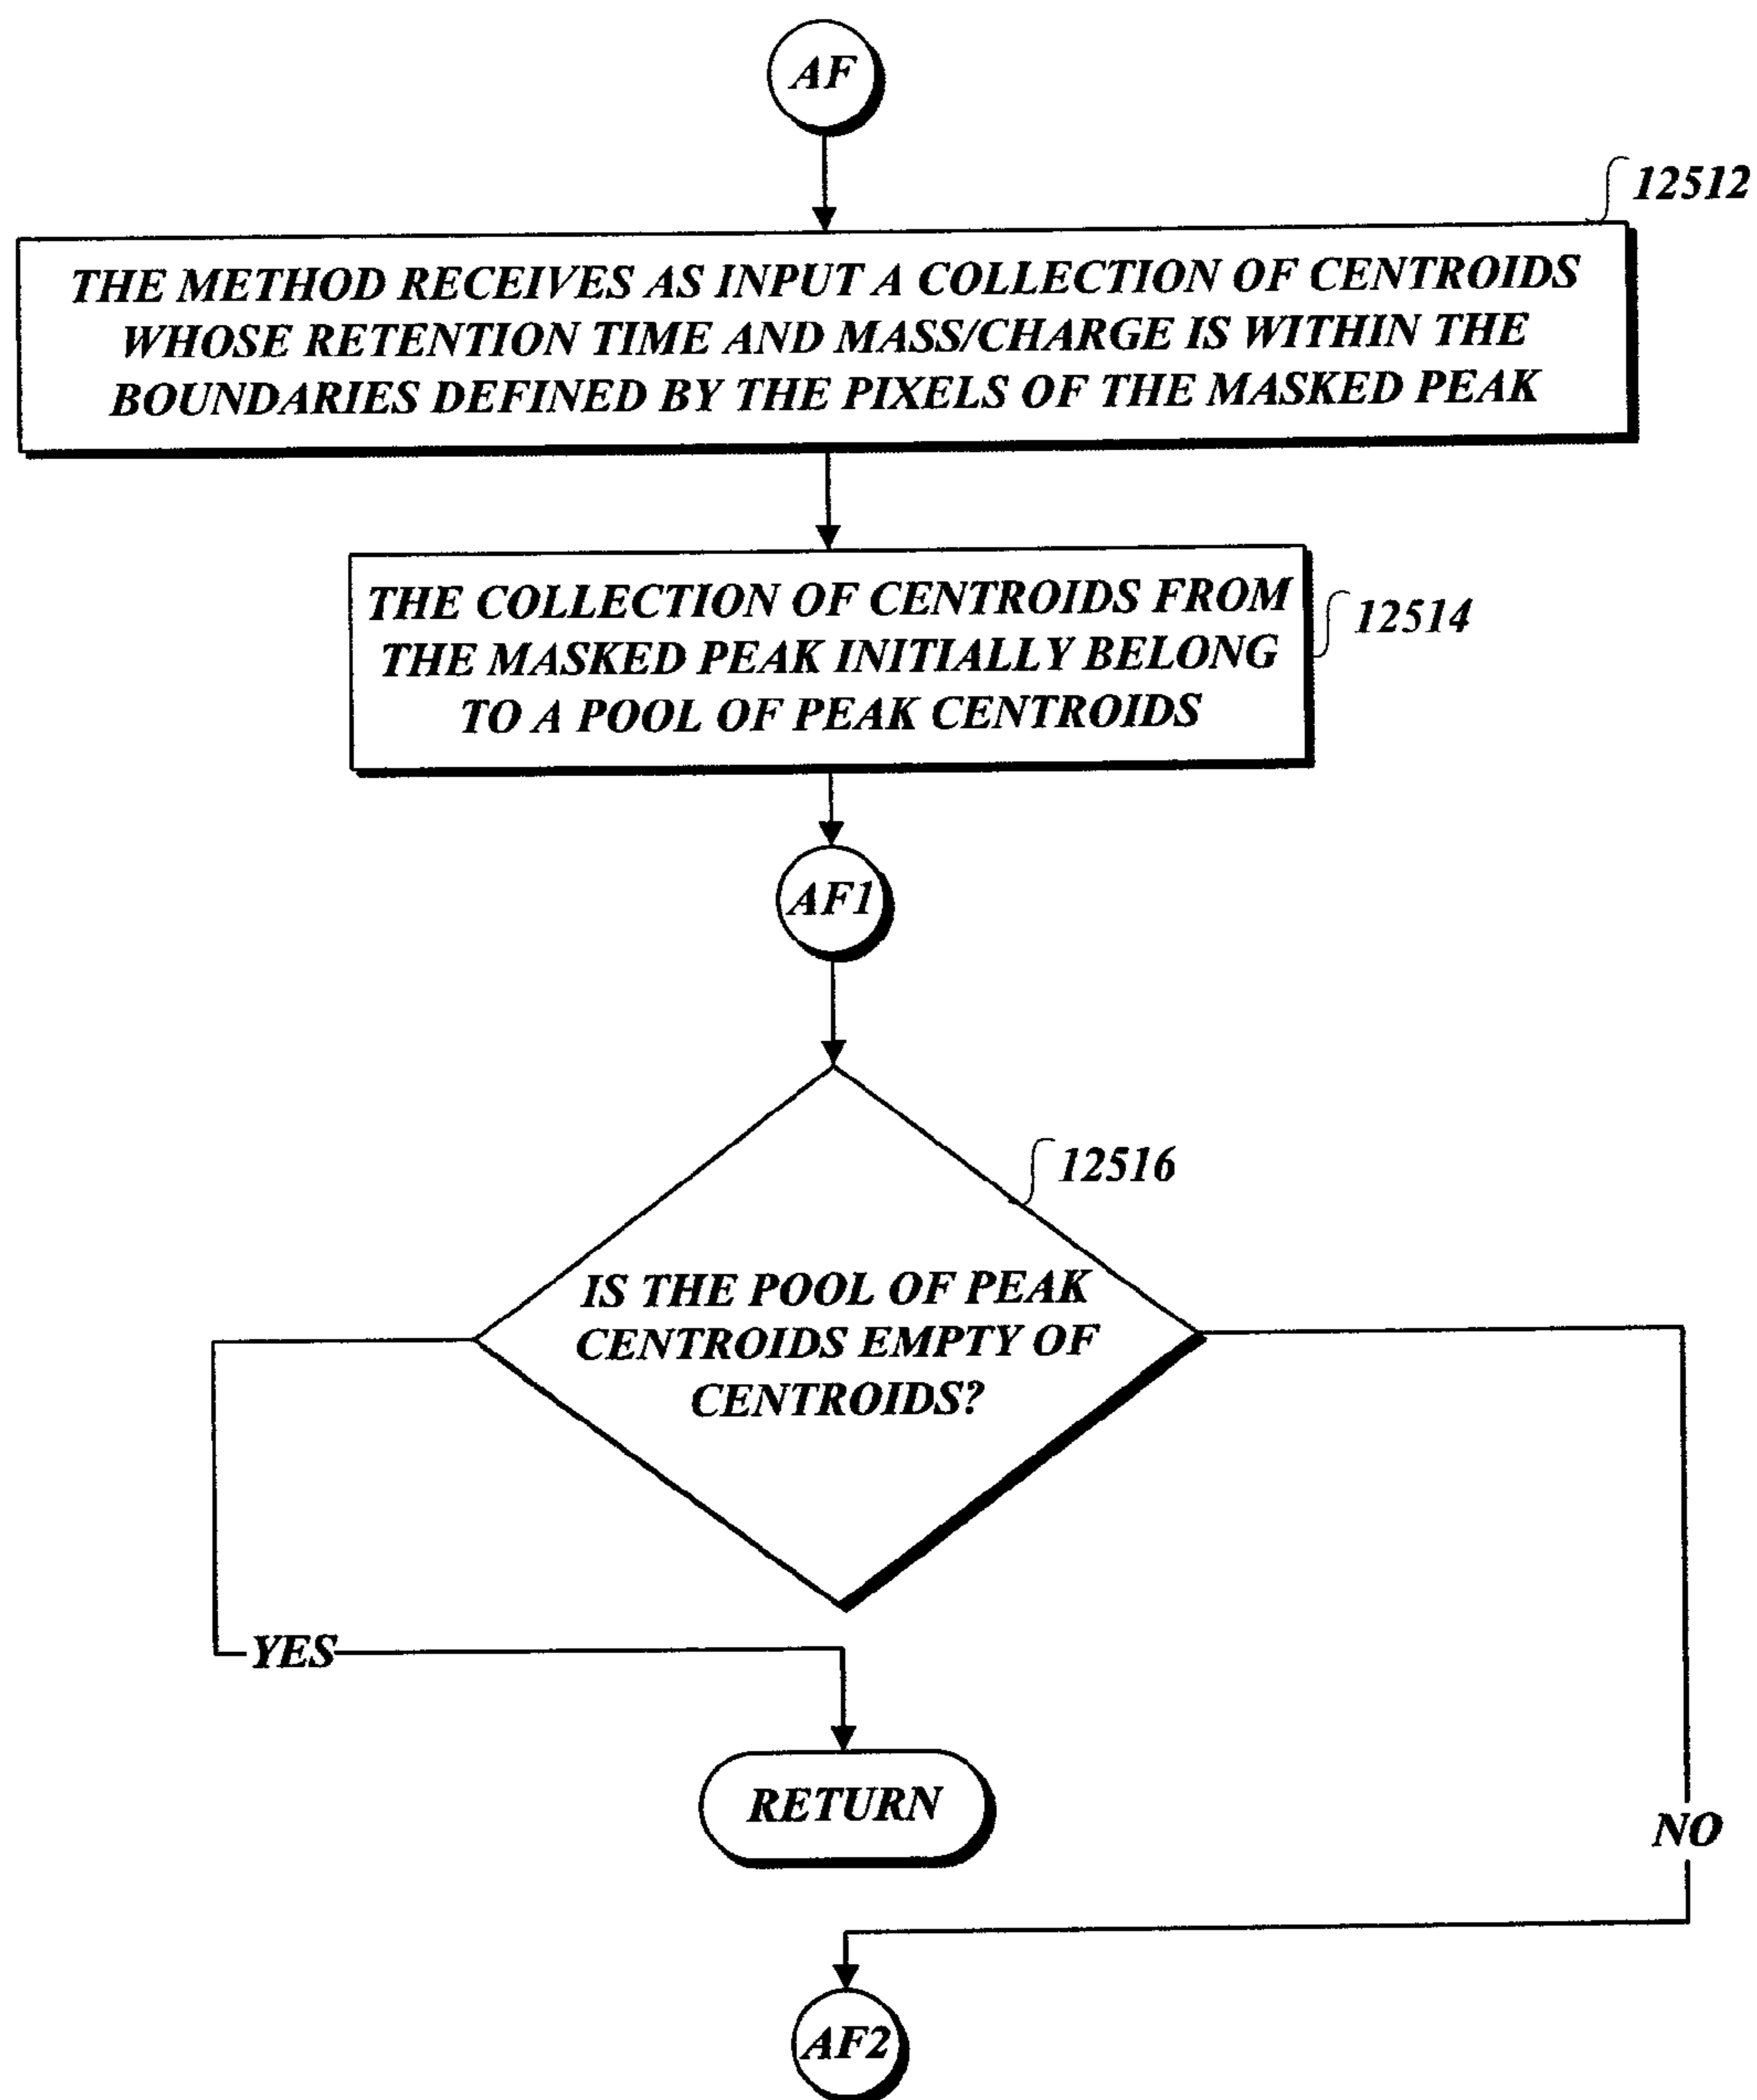 AF
12512
THE METHOD RECEIVES AS INPUT A COLLECTION OF CENTROIDS
WHOSE RETENTION TIME AND MASS/CHARGE IS WITHIN THE
BOUNDARIES DEFINED BY THE PIXELS OF THE MASKED PEAK
THE COLLECTION OF CENTROIDS FROM
THE MASKED PEAK INITIALLY BELONG
TO A POOL OF PEAK CENTROIDS
12514
AF1
12516
IS THE POOL OF PEAK
CENTROIDS EMPTY OF
CENTROIDS?
YES
RETURN
NO
AF2